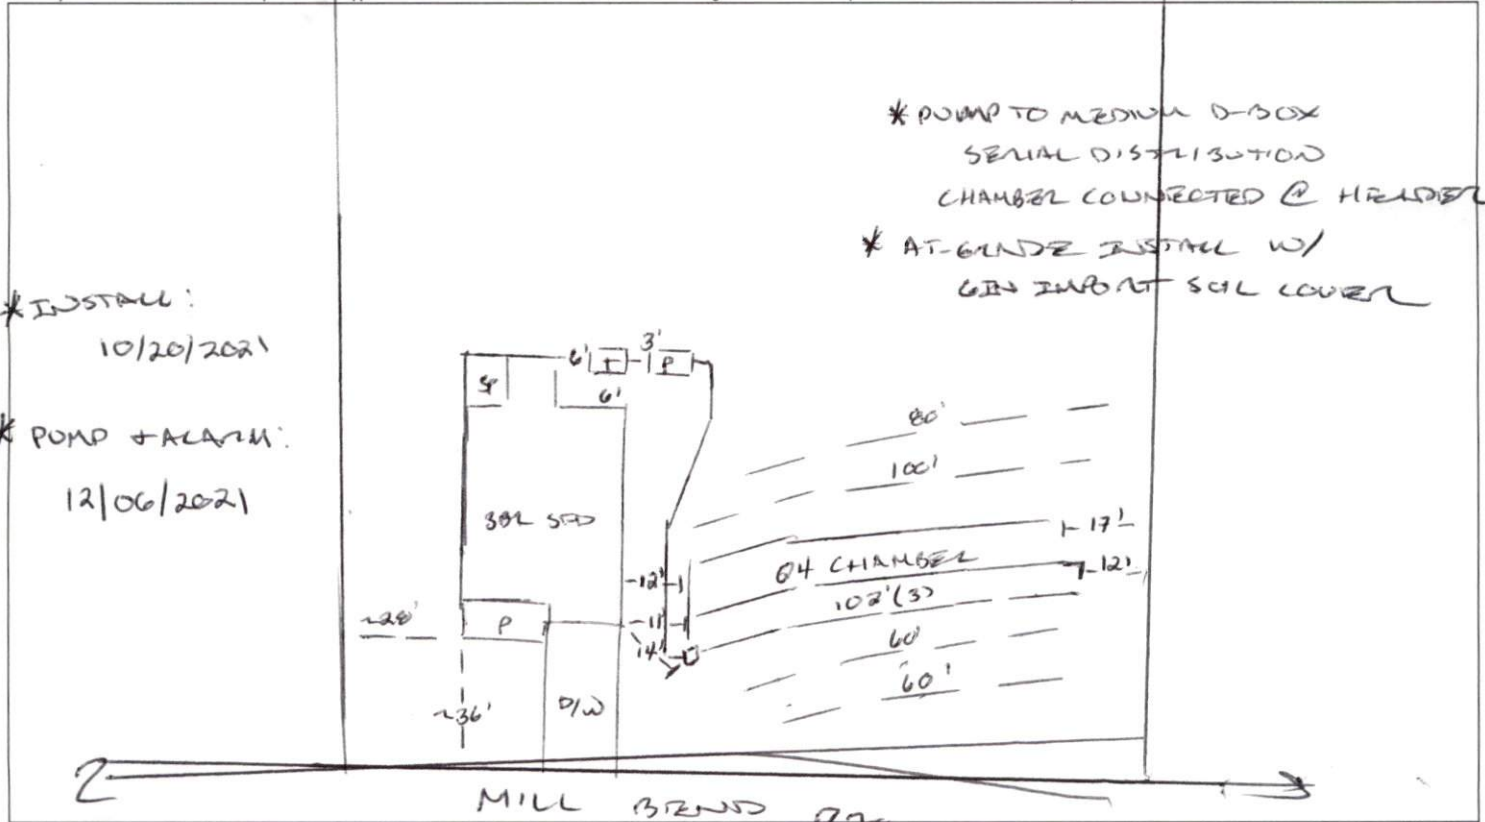 * PUMP TO MEDIUM D-BOX
SERIAL DISTRIBUTION
CHAMBER CONNECTED @ HEADER
* AT-GRADE INSTALL W/
6IN IMPORT SOIL COVER
* INSTALL:
10/20/2021
* PUMP + ALARM:
12/06/2021
6' T 3' P
SP
6'
80'
100'
3BR SFD
17'
Q4 CHAMBER
12'
12'
102' (3)
~28'
P
11'
60'
14'
60'
~36'
D/W
MILL BEND